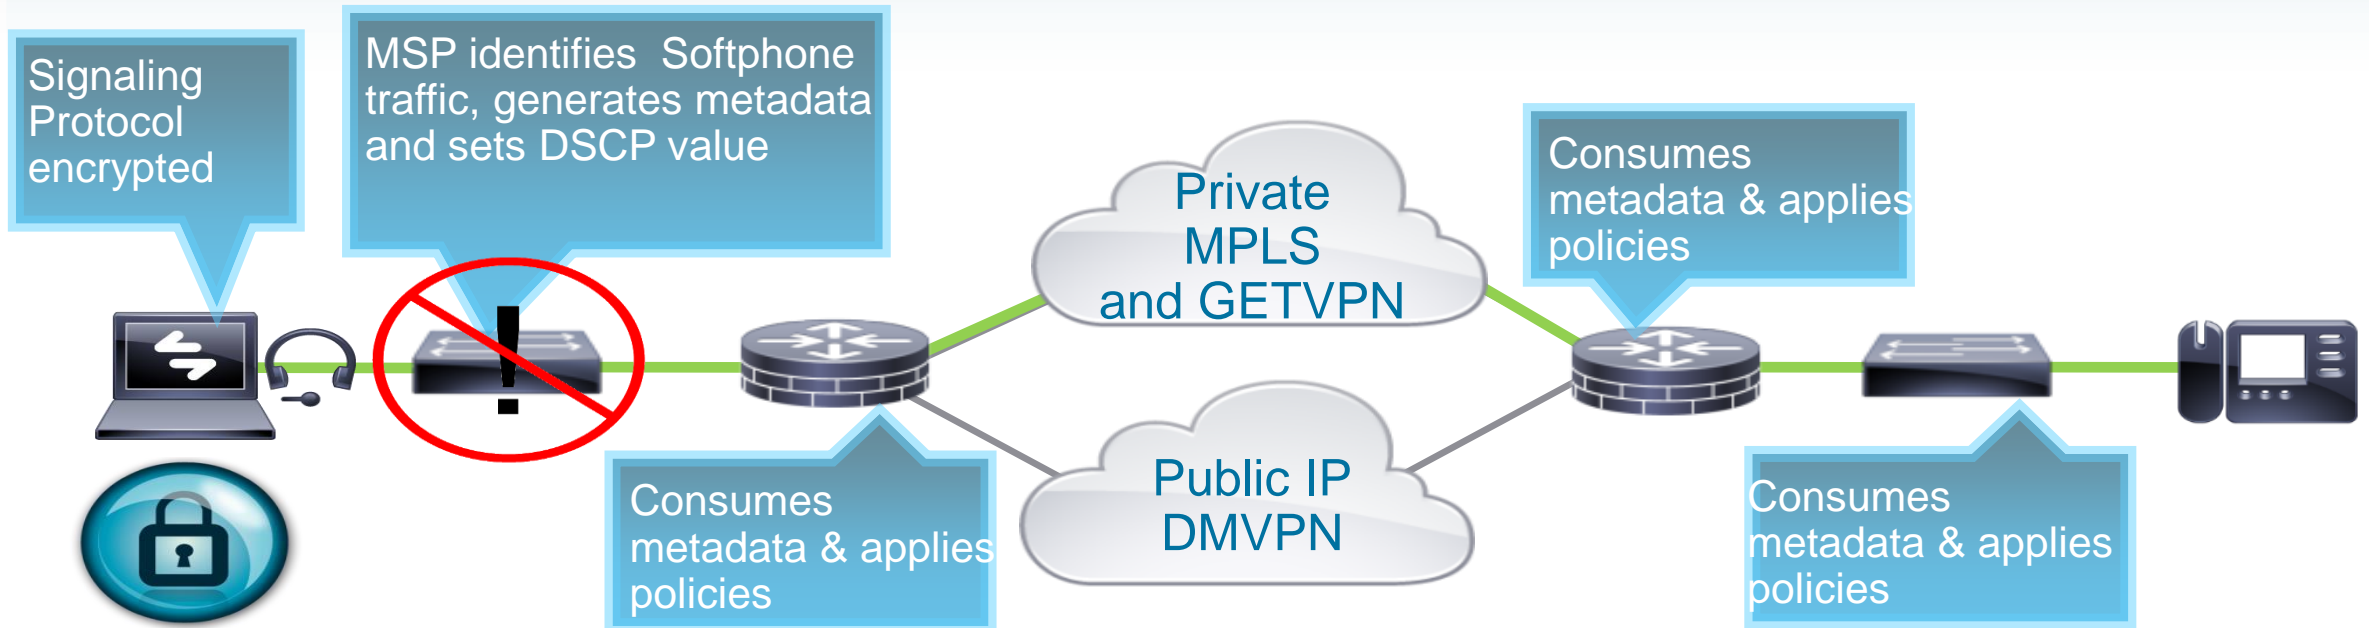 Signaling
Protocol
encrypted
MSP identifies  Softphone
traffic, generates metadata
and sets DSCP value
Private
MPLS
and GETVPN
Consumes
metadata & applies
policies
!
Consumes
metadata & applies
policies
Public IP
DMVPN
Consumes
metadata & applies
policies